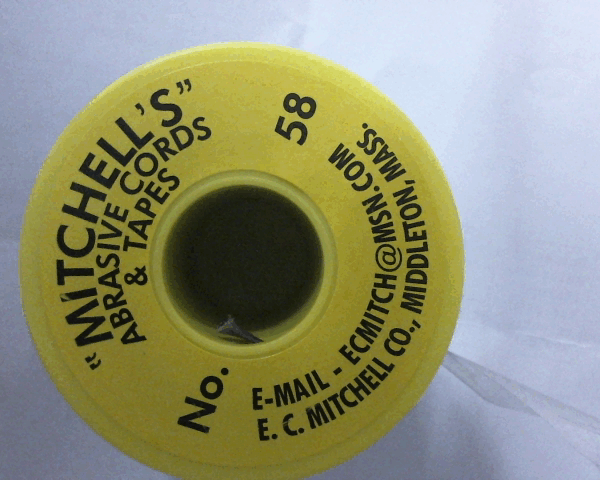 "MITCHELL'S"
ABRASIVE CORDS
& TAPES
No.
58
E-MAIL - ECMITCH@MSN.COM
E. C. MITCHELL CO., MIDDLETON, MASS.